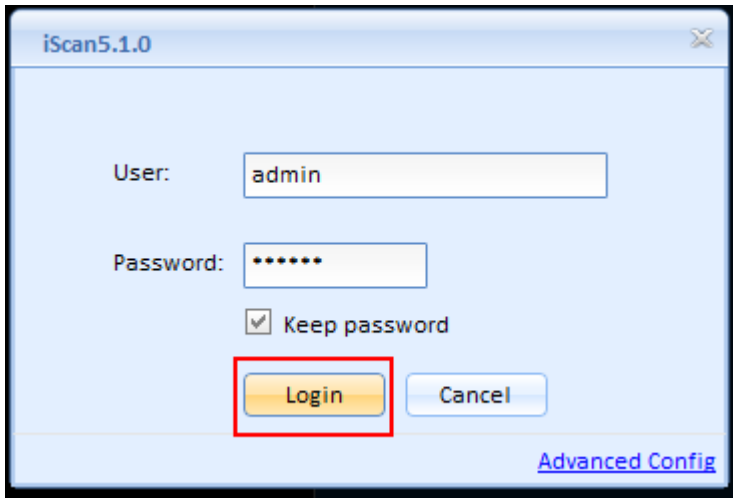 iScan5.1.0
User: admin
Password: ••••••
Keep password
Login Cancel
Advanced Config